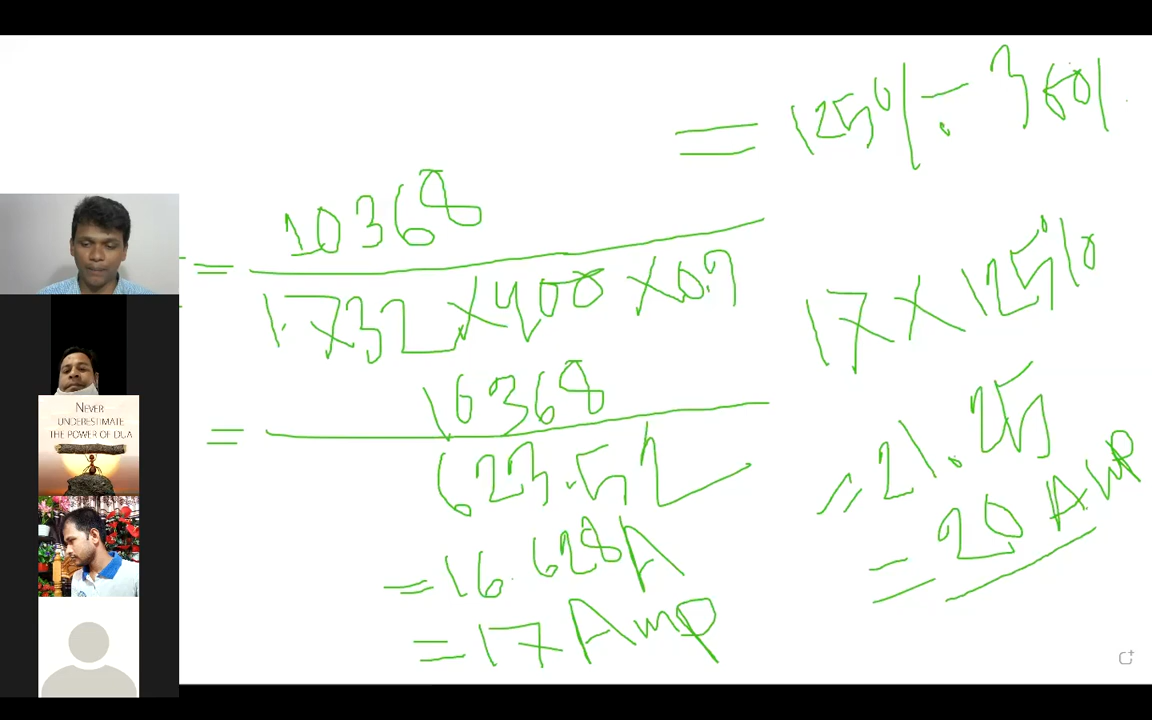 = 125% ÷ 360%
= 10368
1.732 × 400 × 0.9
= 10368
623.52
= 16.628 A
= 17 Amp
17 × 125%
= 21.25
= 20 Amp
NEVER
UNDERESTIMATE
THE POWER OF DUA